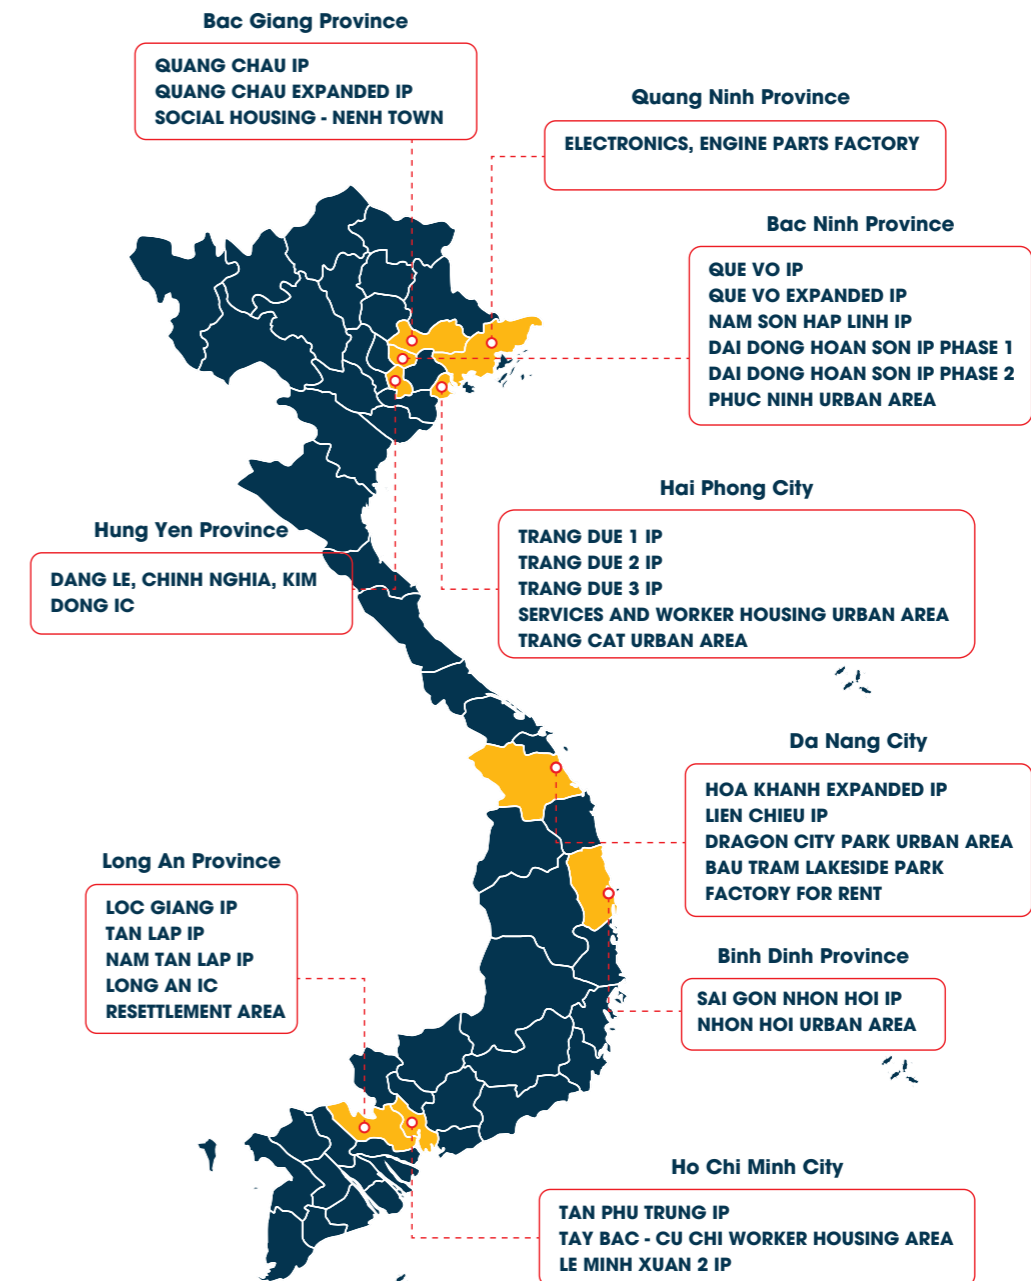 Bac Giang Province
QUANG CHAU IP
QUANG CHAU EXPANDED IP
SOCIAL HOUSING - NENH TOWN
Quang Ninh Province
ELECTRONICS, ENGINE PARTS FACTORY
Bac Ninh Province
QUE VO IP
QUE VO EXPANDED IP
NAM SON HAP LINH IP
DAI DONG HOAN SON IP PHASE 1
DAI DONG HOAN SON IP PHASE 2
PHUC NINH URBAN AREA
Hai Phong City
TRANG DUE 1 IP
TRANG DUE 2 IP
TRANG DUE 3 IP
SERVICES AND WORKER HOUSING URBAN AREA
TRANG CAT URBAN AREA
Hung Yen Province
DANG LE, CHINH NGHIA, KIM
DONG IC
Da Nang City
HOA KHANH EXPANDED IP
LIEN CHIEU IP
DRAGON CITY PARK URBAN AREA
BAU TRAM LAKESIDE PARK
FACTORY FOR RENT
Long An Province
LOC GIANG IP
TAN LAP IP
NAM TAN LAP IP
LONG AN IC
RESETTLEMENT AREA
Binh Dinh Province
SAI GON NHON HOI IP
NHON HOI URBAN AREA
Ho Chi Minh City
TAN PHU TRUNG IP
TAY BAC - CU CHI WORKER HOUSING AREA
LE MINH XUAN 2 IP